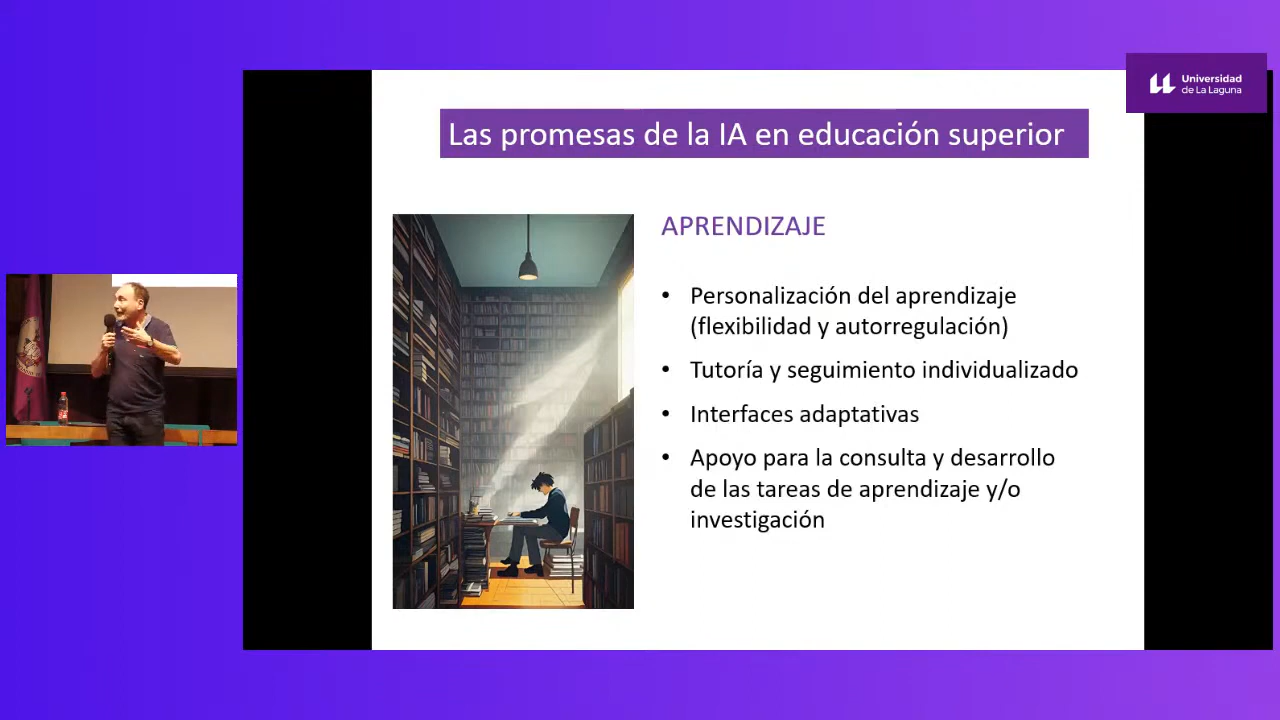 Universidad
de La Laguna
Las promesas de la IA en educación superior
APRENDIZAJE
• Personalización del aprendizaje
(flexibilidad y autorregulación)
• Tutoría y seguimiento individualizado
• Interfaces adaptativas
• Apoyo para la consulta y desarrollo
de las tareas de aprendizaje y/o
investigación